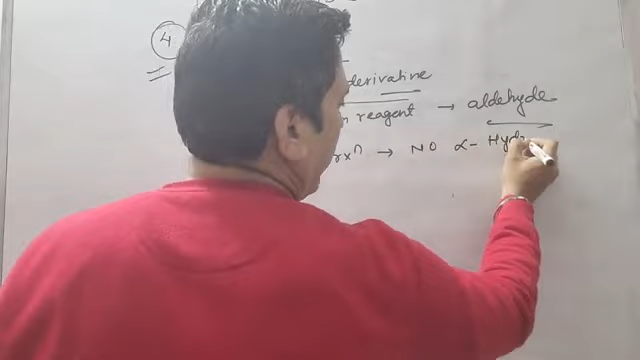 4
derivative
reagent → aldehyde
rxn → NO α- Hyd